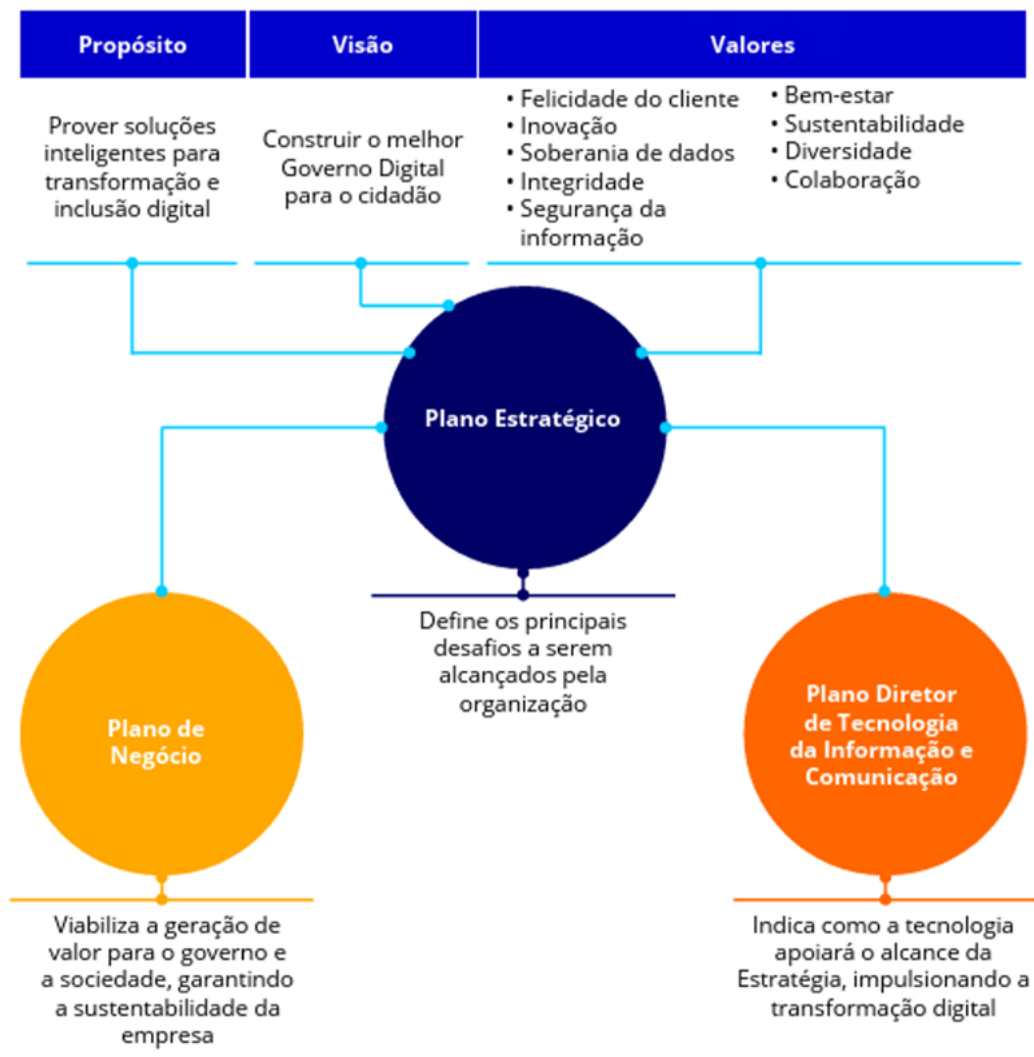 Propósito
Visão
Valores
Prover soluções
inteligentes para
transformação e
inclusão digital
Construir o melhor
Governo Digital
para o cidadão
• Felicidade do cliente
• Inovação
• Soberania de dados
• Integridade
• Segurança da
informação
• Bem-estar
• Sustentabilidade
• Diversidade
• Colaboração
Plano Estratégico
Define os principais
desafios a serem
alcançados pela
organização
Plano de
Negócio
Viabiliza a geração de
valor para o governo e
a sociedade, garantindo
a sustentabilidade da
empresa
Plano Diretor
de Tecnologia
da Informação e
Comunicação
Indica como a tecnologia
apoiará o alcance da
Estratégia, impulsionando a
transformação digital